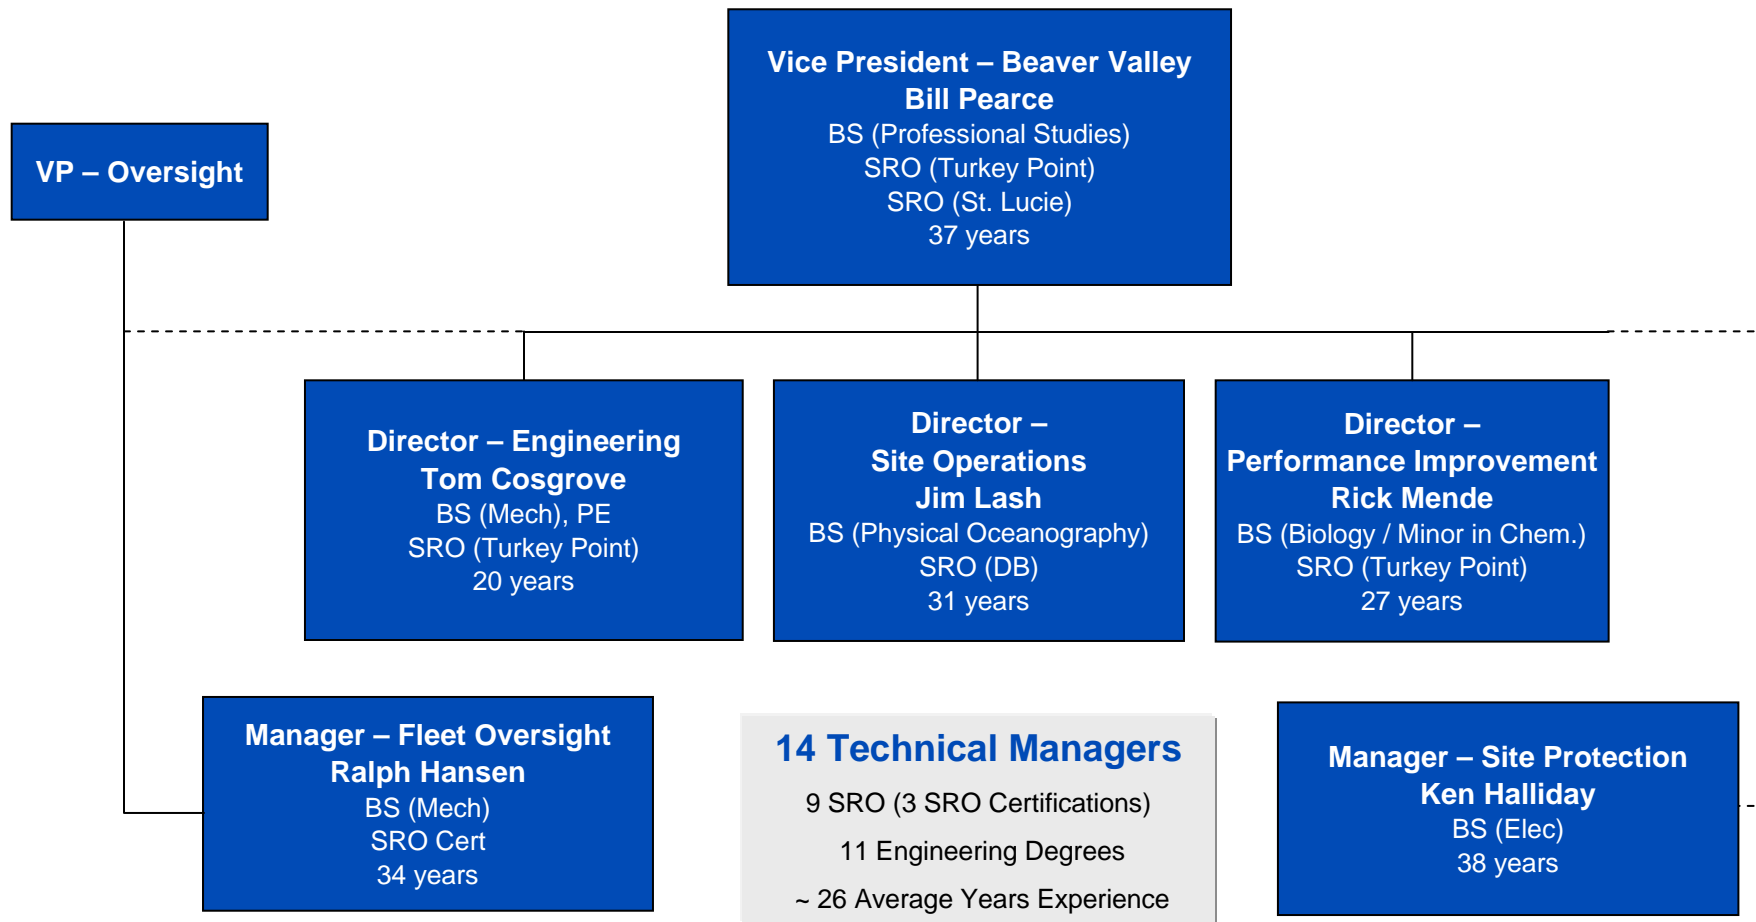 Vice President – Beaver Valley
Bill Pearce
BS (Professional Studies)
SRO (Turkey Point)
SRO (St. Lucie)
37 years
VP – Oversight
Director – Engineering
Tom Cosgrove
BS (Mech), PE
SRO (Turkey Point)
20 years
Director –
Site Operations
Jim Lash
BS (Physical Oceanography)
SRO (DB)
31 years
Director –
Performance Improvement
Rick Mende
BS (Biology / Minor in Chem.)
SRO (Turkey Point)
27 years
Manager – Fleet Oversight
Ralph Hansen
BS (Mech)
SRO Cert
34 years
14 Technical Managers
9 SRO (3 SRO Certifications)
11 Engineering Degrees
~ 26 Average Years Experience
Manager – Site Protection
Ken Halliday
BS (Elec)
38 years